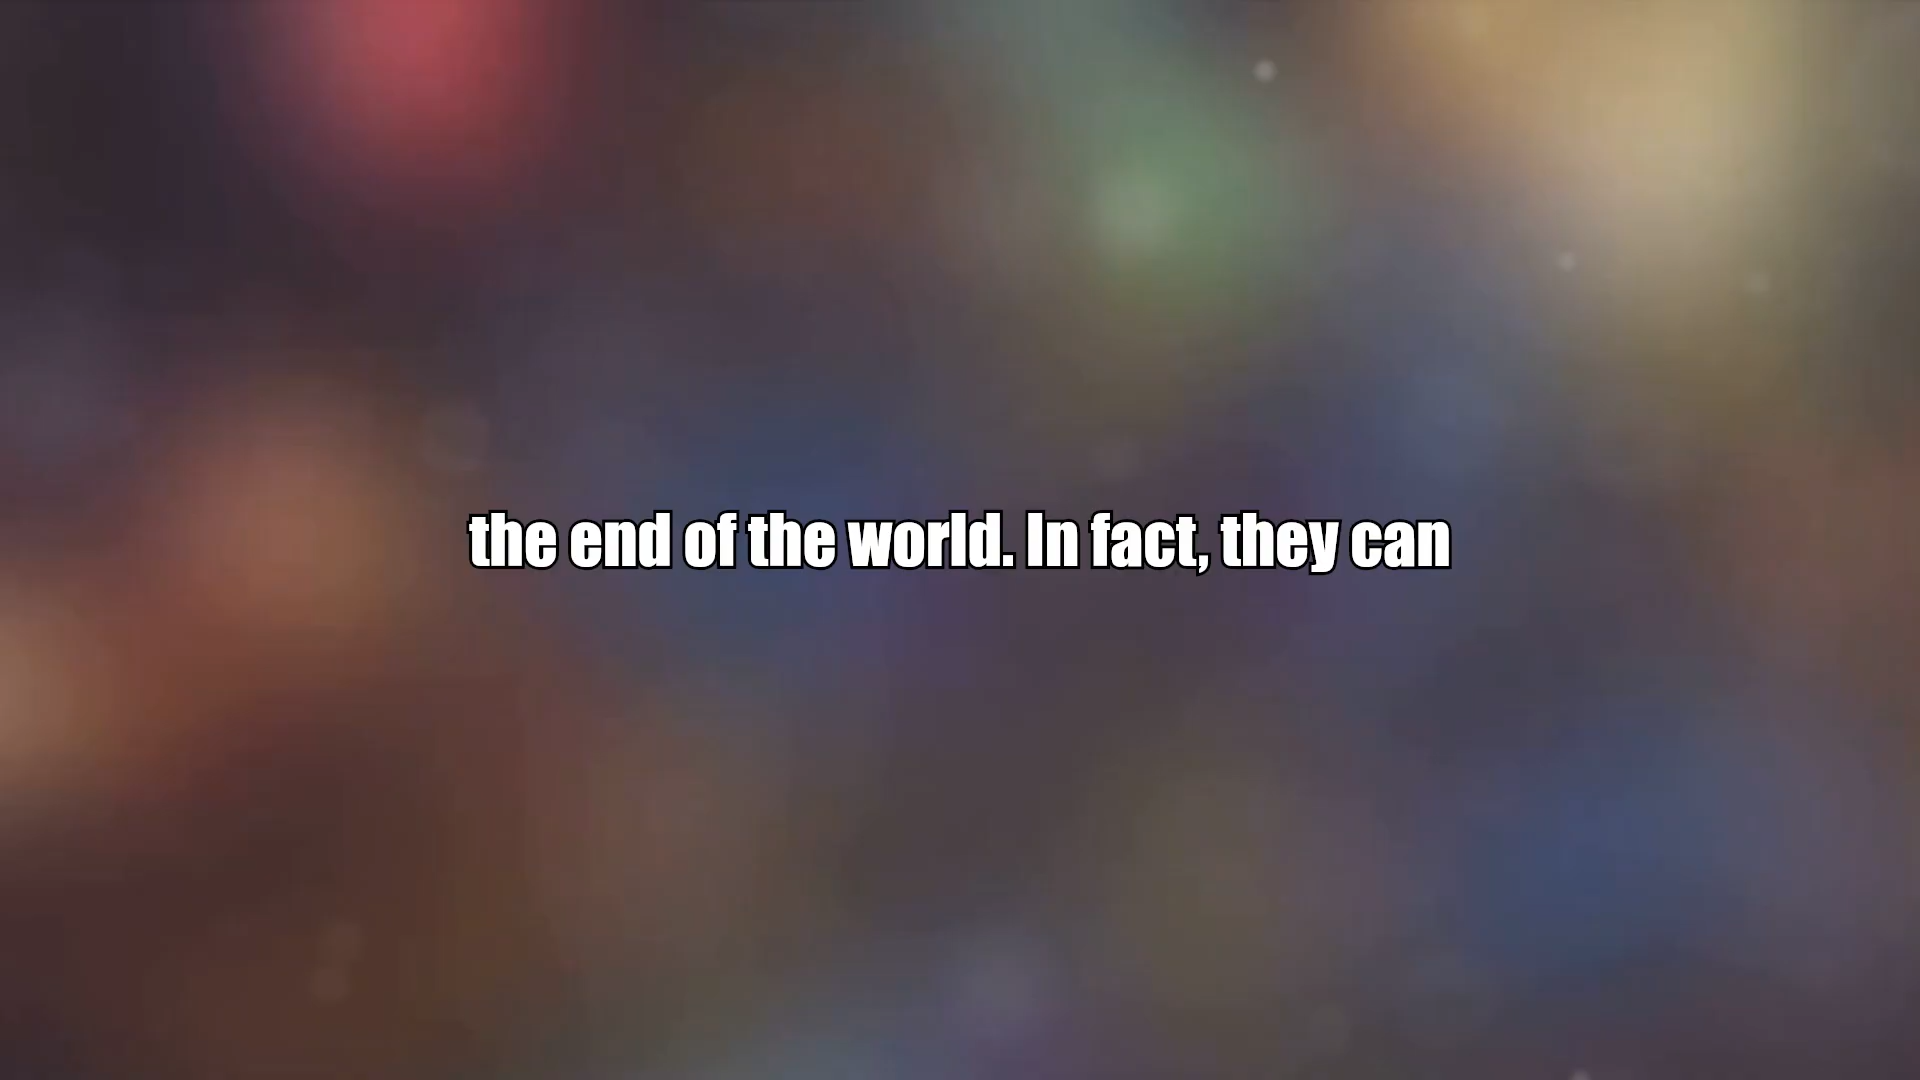 the end of the world. In fact, they can